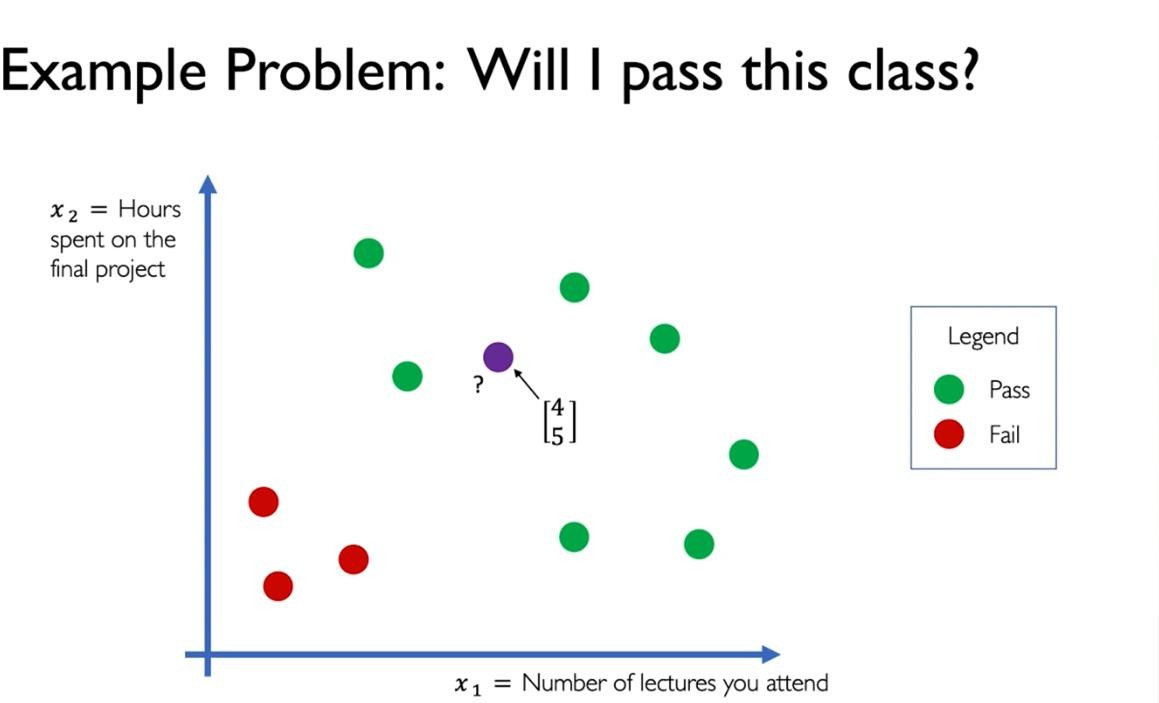 Example Problem: Will I pass this class?
x₂ = Hours
spent on the
final project
?
[4
5]
Legend
Pass
Fail
x₁ = Number of lectures you attend